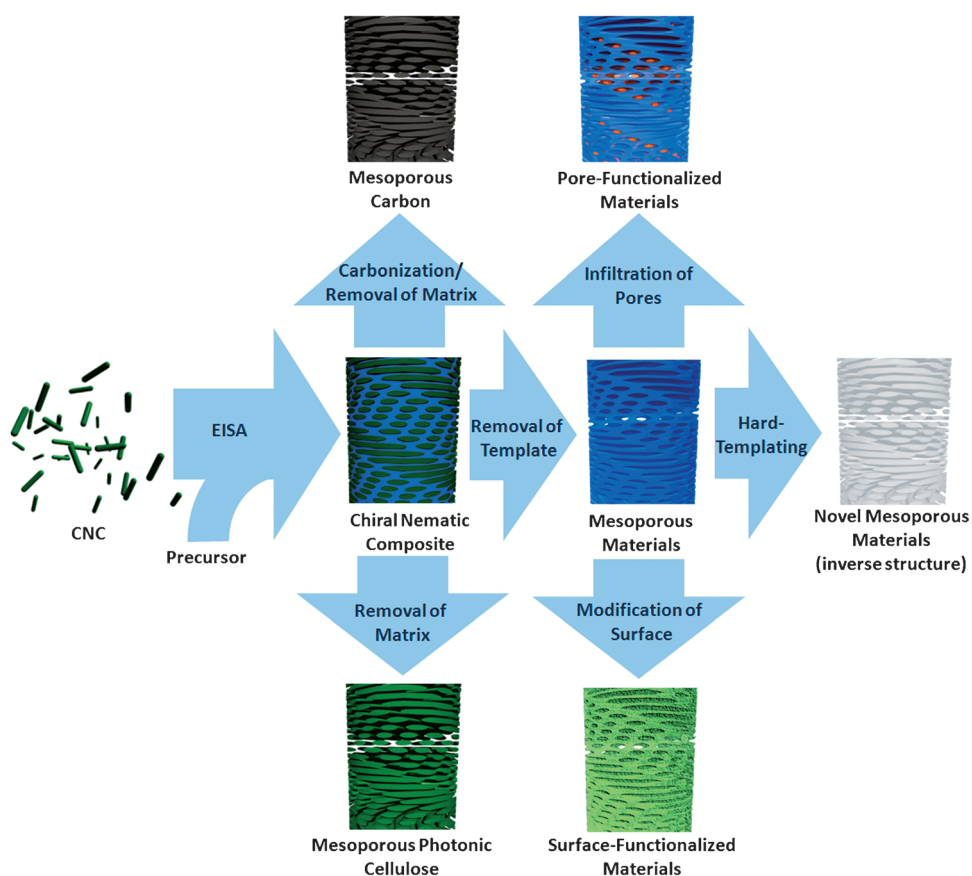 Mesoporous
Carbon
Pore-Functionalized
Materials
Carbonization/
Removal of Matrix
Infiltration of
Pores
EISA
Removal of
Template
Hard-
Templating
CNC
Precursor
Chiral Nematic
Composite
Mesoporous
Materials
Novel Mesoporous
Materials
(inverse structure)
Removal of
Matrix
Modification of
Surface
Mesoporous Photonic
Cellulose
Surface-Functionalized
Materials